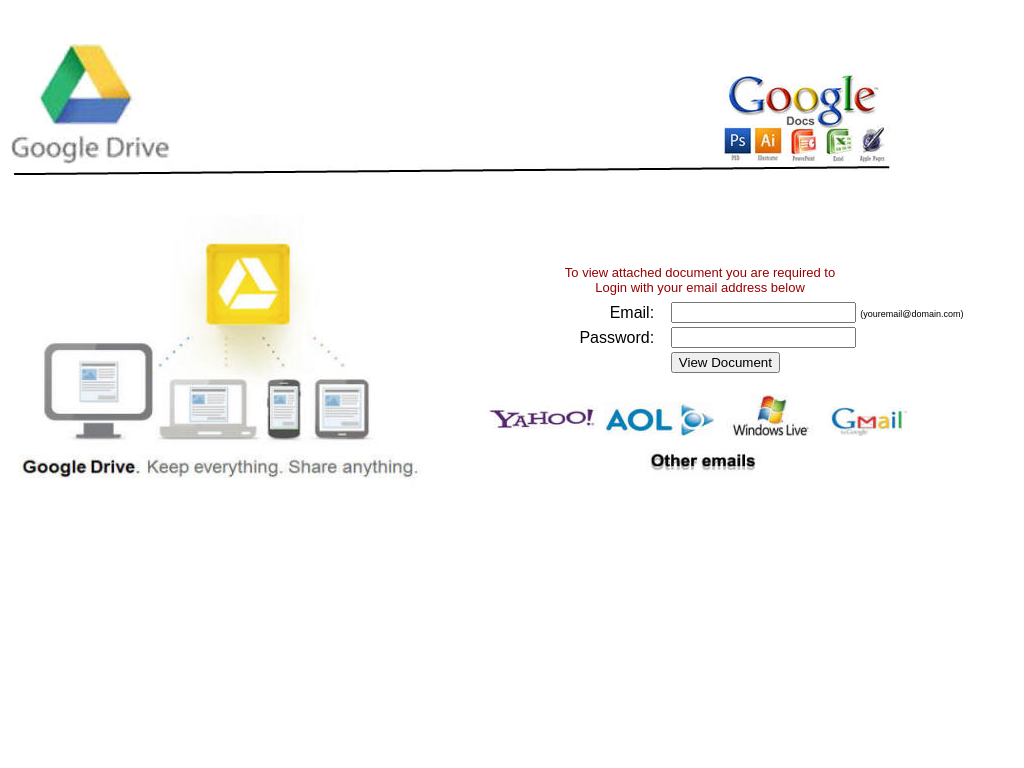 Google Drive
Google
Docs
Ps
Ai
PSD
Illustrator
PowerPoint
Excel
Apple Pages
To view attached document you are required to
Login with your email address below
Email:
(youremail@domain.com)
Password:
View Document
YAHOO!
AOL
Windows Live
Gmail
by Google
Other emails
Google Drive. Keep everything. Share anything.